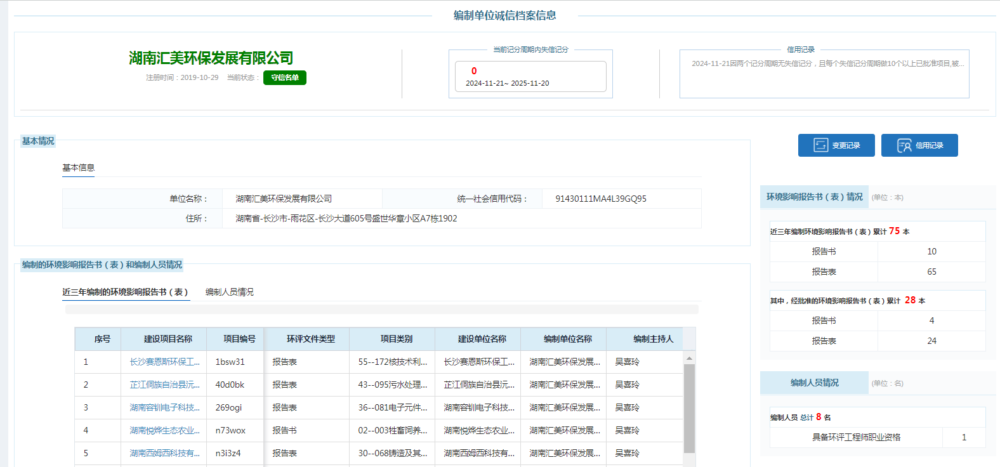 编制单位诚信档案信息
湖南汇美环保发展有限公司
注册时间：2019-10-29 当前状态： 守信名单
当前记分周期内失信记分
0
2024-11-21~ 2025-11-20
信用记录
2024-11-21因两个记分周期无失信记分，且每个失信记分周期做10个以上已批准项目,被...
基本情况
变更记录
信用记录
基本信息
单位名称： 湖南汇美环保发展有限公司 统一社会信用代码： 91430111MA4L39GQ95
住所： 湖南省-长沙市-雨花区-长沙大道605号盛世华章小区A7栋1902
编制的环境影响报告书（表）和编制人员情况
近三年编制的环境影响报告书（表） 编制人员情况
序号 建设项目名称 项目编号 环评文件类型 项目类别 建设单位名称 编制单位名称 编制主持人
1 长沙赛恩斯环保工... 1bsw31 报告表 55--172核技术利... 长沙赛恩斯环保工... 湖南汇美环保发展... 吴喜玲
2 芷江侗族自治县沅... 40d0bk 报告表 43--095污水处理... 芷江侗族自治县沅... 湖南汇美环保发展... 吴喜玲
3 湖南容钏电子科技... 269ogi 报告表 36--081电子元件... 湖南容钏电子科技... 湖南汇美环保发展... 吴喜玲
4 湖南悦烨生态农业... n73wox 报告书 02--003牲畜饲养... 湖南悦烨生态农业... 湖南汇美环保发展... 吴喜玲
5 湖南西姆西科技有... n3i3z4 报告表 30--068铸造及其... 湖南西姆西科技有... 湖南汇美环保发展... 吴喜玲
环境影响报告书（表）情况 (单位：本)
近三年编制环境影响报告书（表）累计 75 本
报告书 10
报告表 65
其中，经批准的环境影响报告书（表）累计 28 本
报告书 4
报告表 24
编制人员情况 (单位：名)
编制人员 总计 8 名
具备环评工程师职业资格 1